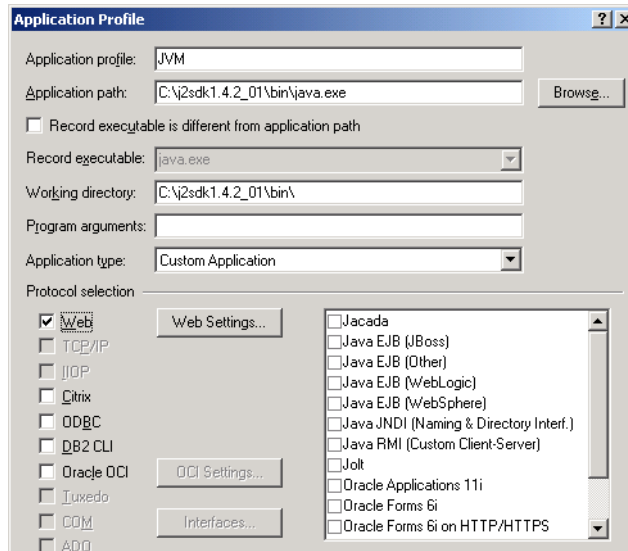 Application Profile
Application profile: JVM
Application path: C:\j2sdk1.4.2_01\bin\java.exe Browse...
Record executable is different from application path
Record executable: java.exe
Working directory: C:\j2sdk1.4.2_01\bin\
Program arguments:
Application type: Custom Application
Protocol selection
Web Web Settings... Jacada
TCP/IP Java EJB (JBoss)
IIOP Java EJB (Other)
Citrix Java EJB (WebLogic)
ODBC Java EJB (WebSphere)
DB2 CLI Java JNDI (Naming & Directory Interf.)
Oracle OCI OCI Settings... Java RMI (Custom Client-Server)
Jolt
Tuxedo Oracle Applications 11i
COM Interfaces... Oracle Forms 6i
ADO Oracle Forms 6i on HTTP/HTTPS